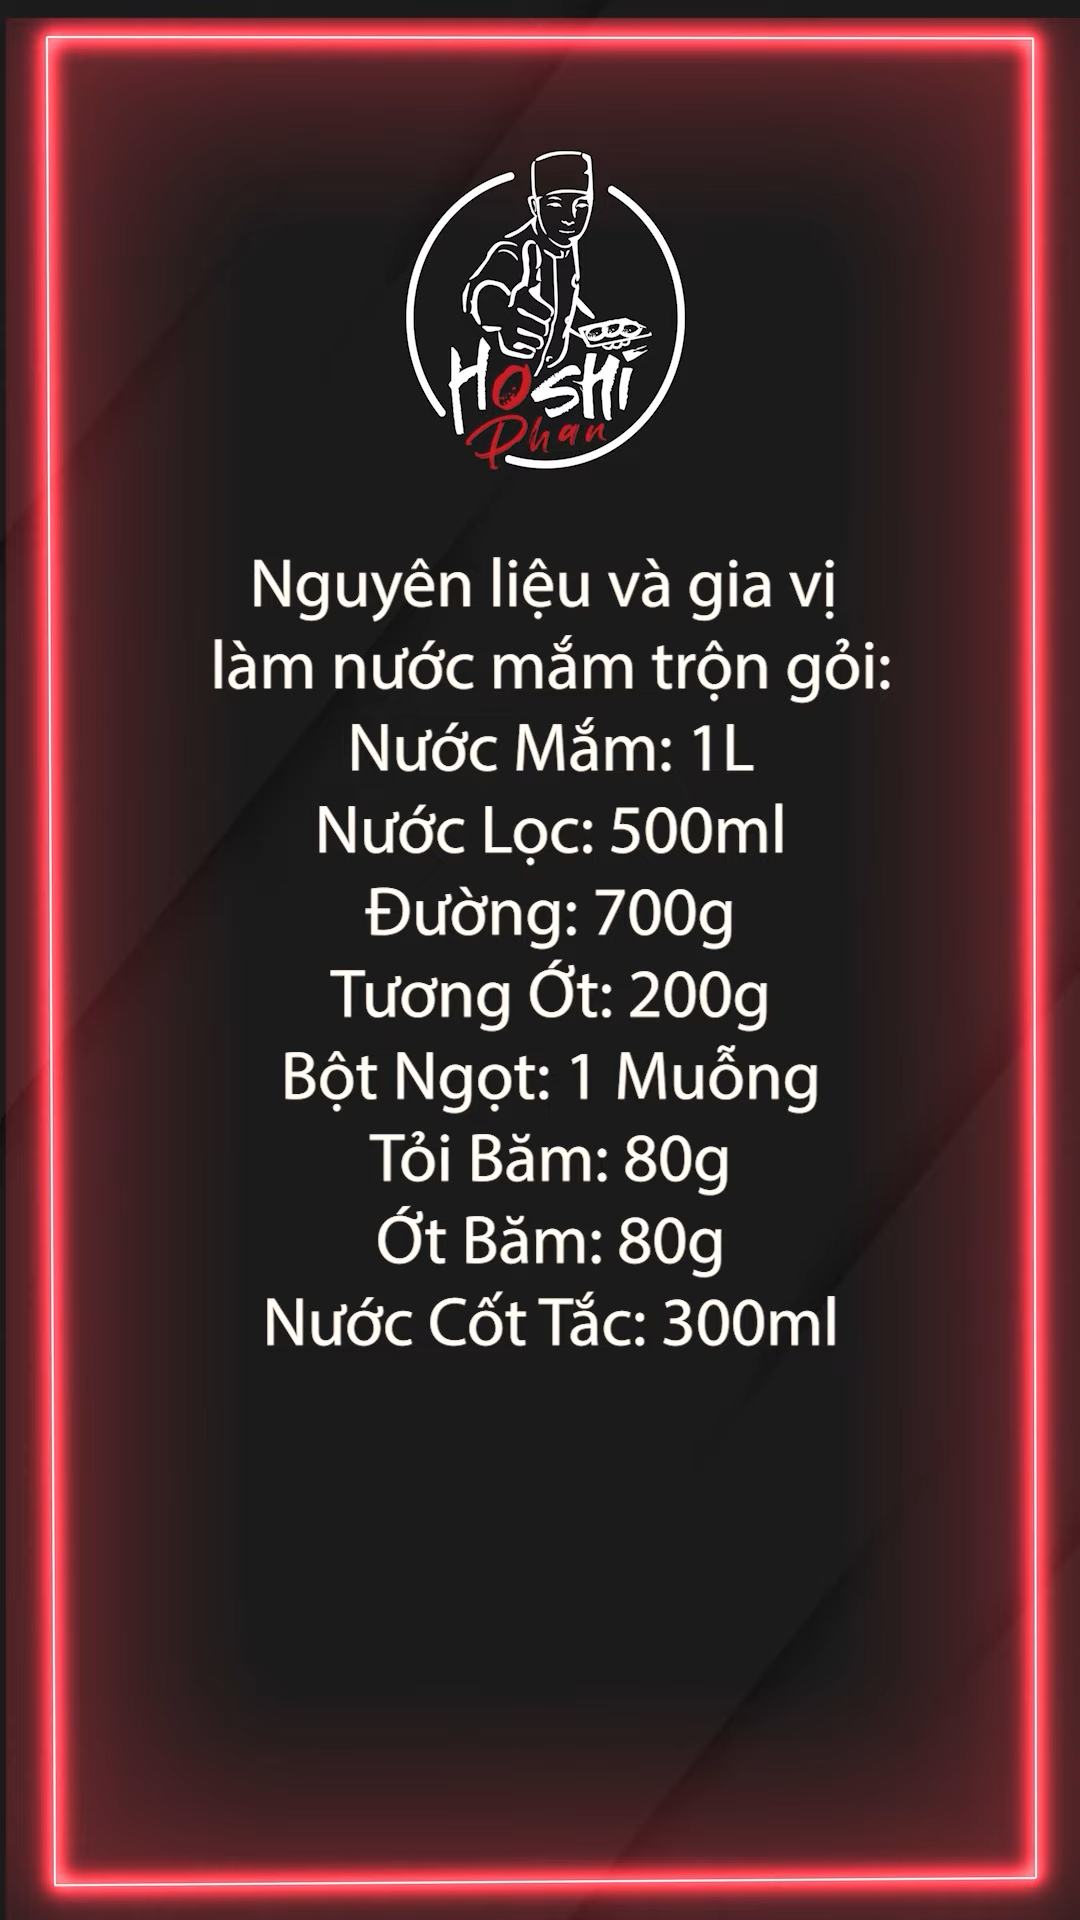 HOSHI
Phan
Nguyên liệu và gia vị
làm nước mắm trộn gỏi:
Nước Mắm: 1L
Nước Lọc: 500ml
Đường: 700g
Tương Ớt: 200g
Bột Ngọt: 1 Muỗng
Tỏi Băm: 80g
Ớt Băm: 80g
Nước Cốt Tắc: 300ml